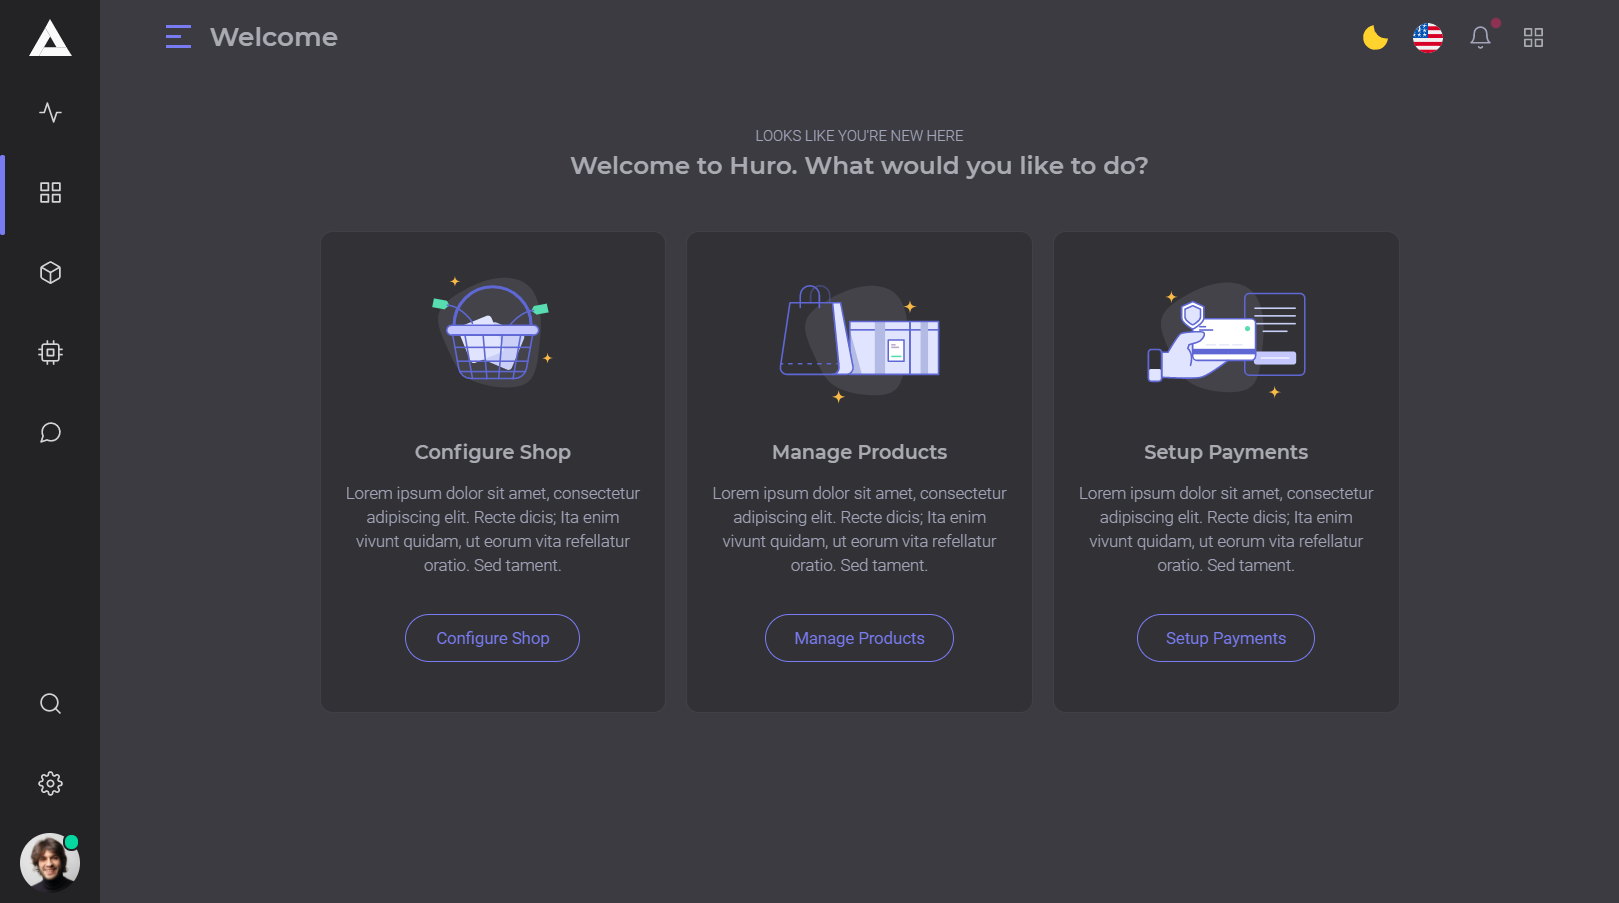 Welcome
LOOKS LIKE YOU'RE NEW HERE
Welcome to Huro. What would you like to do?
Configure Shop
Lorem ipsum dolor sit amet, consectetur
adipiscing elit. Recte dicis; Ita enim
vivunt quidam, ut eorum vita refellatur
oratio. Sed tament.
Configure Shop
Manage Products
Lorem ipsum dolor sit amet, consectetur
adipiscing elit. Recte dicis; Ita enim
vivunt quidam, ut eorum vita refellatur
oratio. Sed tament.
Manage Products
Setup Payments
Lorem ipsum dolor sit amet, consectetur
adipiscing elit. Recte dicis; Ita enim
vivunt quidam, ut eorum vita refellatur
oratio. Sed tament.
Setup Payments